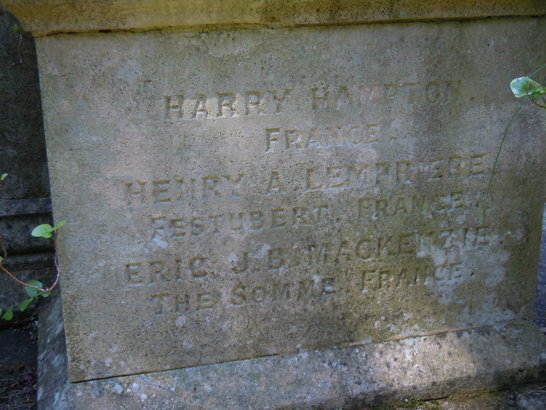 HARRY HAMPTON.
FRANCE
HENRY A. LEMPRIERE
FESTUBERT. FRANCE.
ERIC. J. B. MACKENZIE.
THE SOMME. FRANCE.